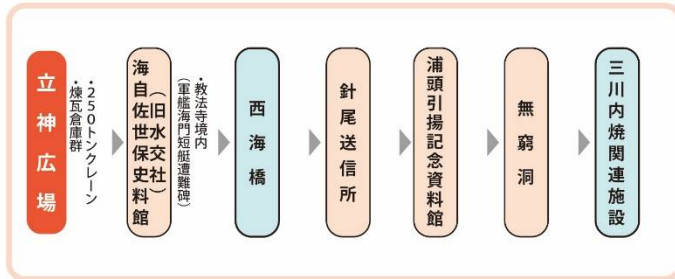 立神広場
・250トンクレーン
・煉瓦倉庫群
海自佐世保史料館
（旧水交社）
・教法寺境内
（軍艦海門短艇遭難碑）
西海橋
針尾送信所
浦頭引揚記念資料館
無窮洞
三川内焼関連施設